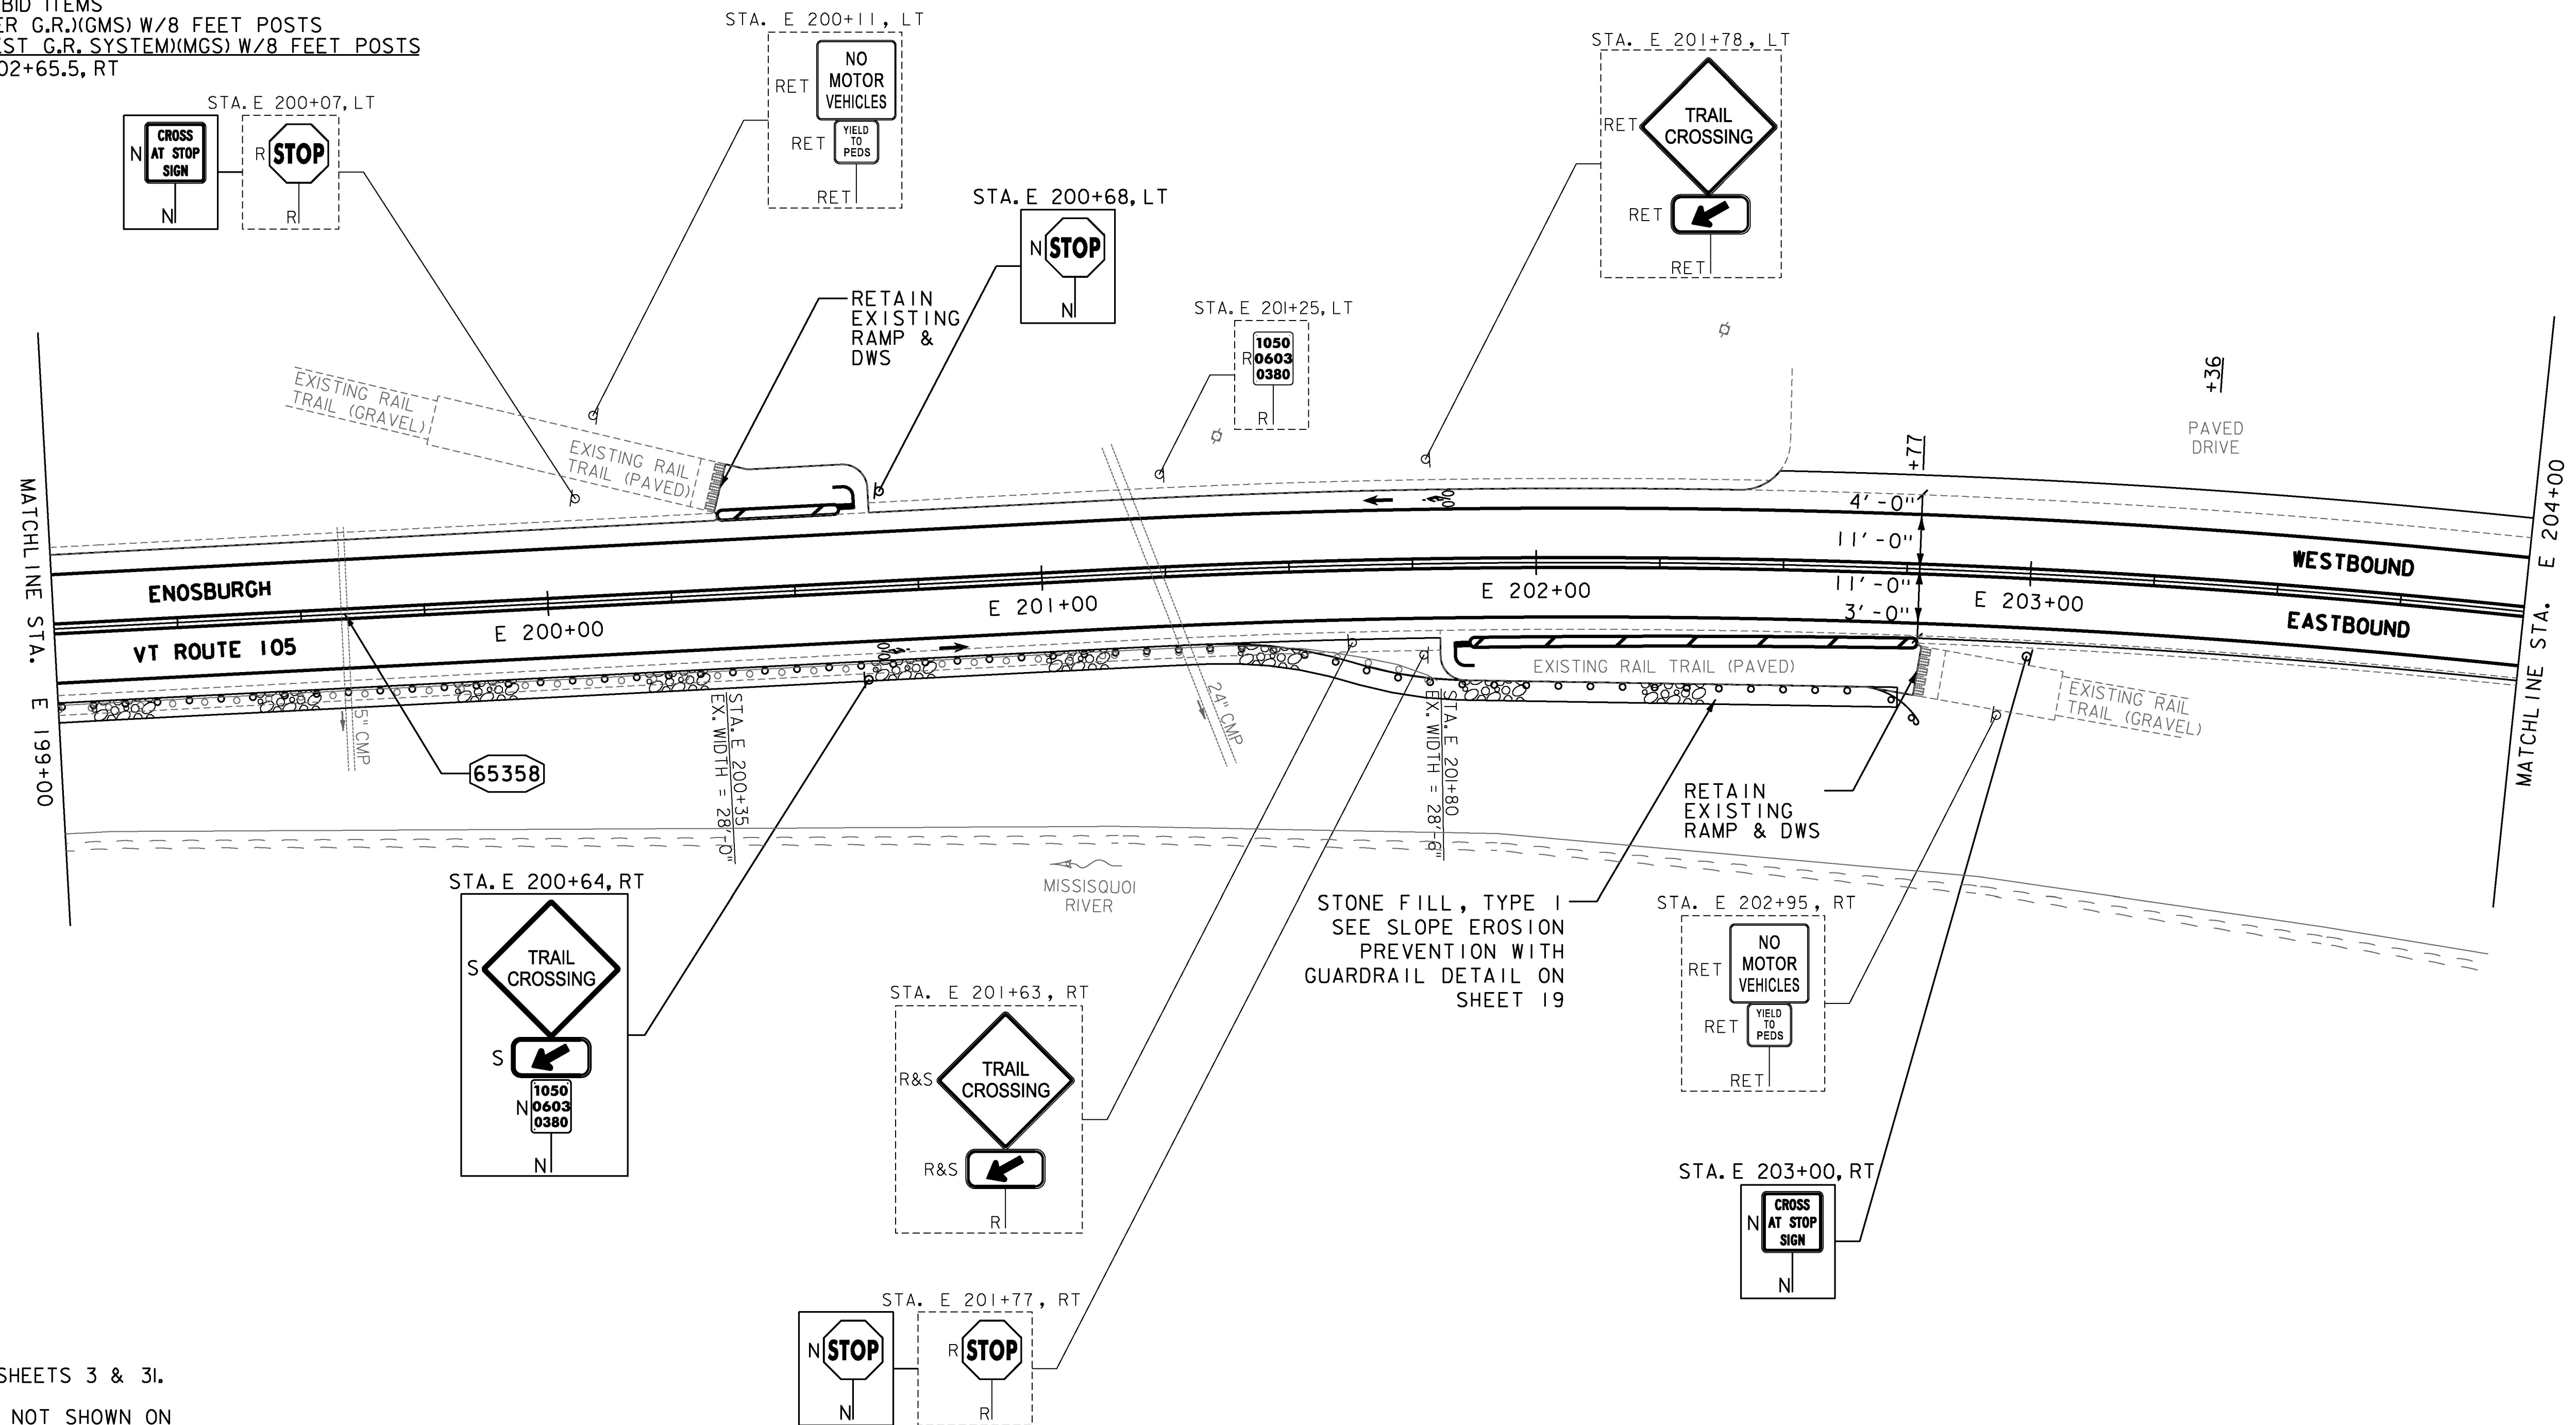 BID ITEMS
ER G.R.)(GMS) W/8 FEET POSTS
EST G.R. SYSTEM)(MGS) W/8 FEET POSTS
02+65.5, RT
STA. E 200+07, LT
N
CROSS
AT STOP
SIGN
N
R
STOP
R
STA. E 200+11, LT
RET
NO
MOTOR
VEHICLES
RET
YIELD
TO
PEDS
RET
STA. E 200+68, LT
N
STOP
N
RETAIN
EXISTING
RAMP &
DWS
STA. E 201+25, LT
R
1050
0603
0380
R
STA. E 201+78, LT
RET
TRAIL
CROSSING
RET
RET
+36
PAVED
DRIVE
+77
EXISTING RAIL
TRAIL (GRAVEL)
EXISTING RAIL
TRAIL (PAVED)
MATCHLINE STA. E 199+00
MATCHLINE STA. E 204+00
4'-0"
11'-0"
11'-0"
3'-0"
ENOSBURGH
VT ROUTE 105
E 200+00
E 201+00
E 202+00
E 203+00
WESTBOUND
EASTBOUND
EXISTING RAIL TRAIL (PAVED)
EXISTING RAIL
TRAIL (GRAVEL)
5" CMP
65358
STA. E 200+35
EX. WIDTH = 28'-0"
24" CMP
STA. E 201+80
EX. WIDTH = 28'-6"
RETAIN
EXISTING
RAMP & DWS
MISSISQUOI
RIVER
STONE FILL, TYPE I
SEE SLOPE EROSION
PREVENTION WITH
GUARDRAIL DETAIL ON
SHEET 19
STA. E 200+64, RT
S
TRAIL
CROSSING
S
N
1050
0603
0380
N
STA. E 201+63, RT
R&S
TRAIL
CROSSING
R&S
R
STA. E 202+95, RT
RET
NO
MOTOR
VEHICLES
RET
YIELD
TO
PEDS
RET
STA. E 203+00, RT
N
CROSS
AT STOP
SIGN
N
STA. E 201+77, RT
N
STOP
N
R
STOP
R
SHEETS 3 & 31.
NOT SHOWN ON